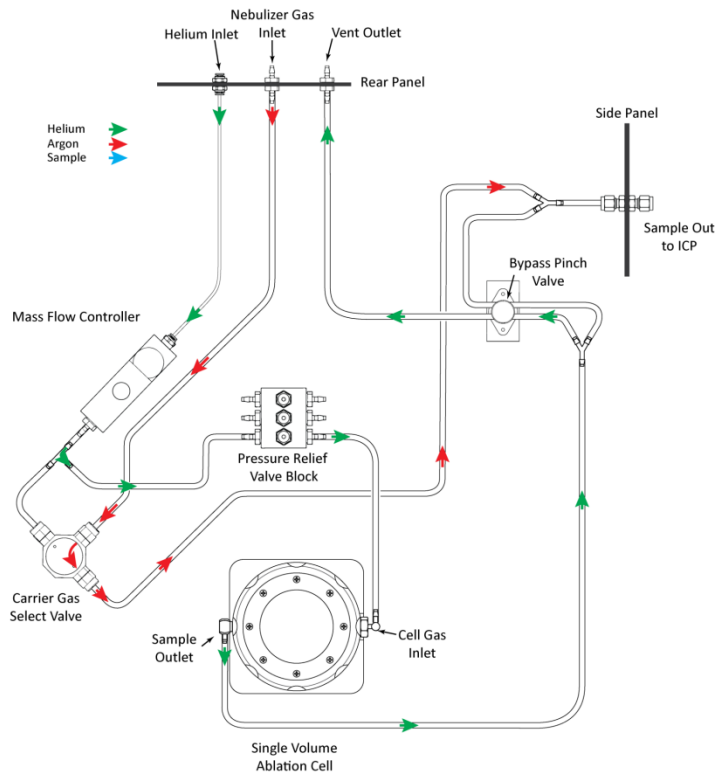 Nebulizer Gas
Inlet
Helium Inlet
Vent Outlet
Rear Panel
Side Panel
Helium
Argon
Sample
Sample Out
to ICP
Bypass Pinch
Valve
Mass Flow Controller
Pressure Relief
Valve Block
Carrier Gas
Select Valve
Sample
Outlet
Cell Gas
Inlet
Single Volume
Ablation Cell